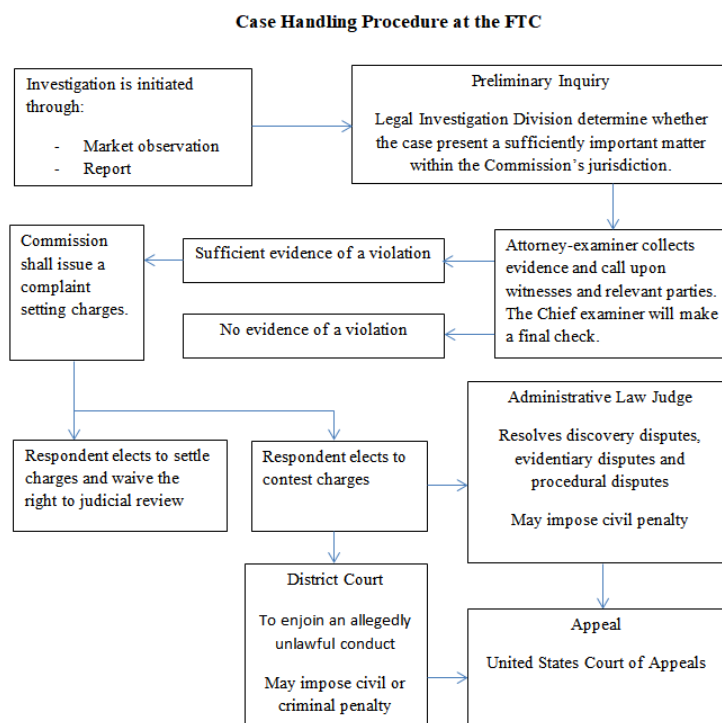 Case Handling Procedure at the FTC
Investigation is initiated
through:
- Market observation
- Report
Preliminary Inquiry
Legal Investigation Division determine whether
the case present a sufficiently important matter
within the Commission's jurisdiction.
Commission
shall issue a
complaint
setting charges.
Sufficient evidence of a violation
No evidence of a violation
Attorney-examiner collects
evidence and call upon
witnesses and relevant parties.
The Chief examiner will make
a final check.
Respondent elects to settle
charges and waive the
right to judicial review
Respondent elects to
contest charges
Administrative Law Judge
Resolves discovery disputes,
evidentiary disputes and
procedural disputes
May impose civil penalty
District Court
To enjoin an allegedly
unlawful conduct
May impose civil or
criminal penalty
Appeal
United States Court of Appeals